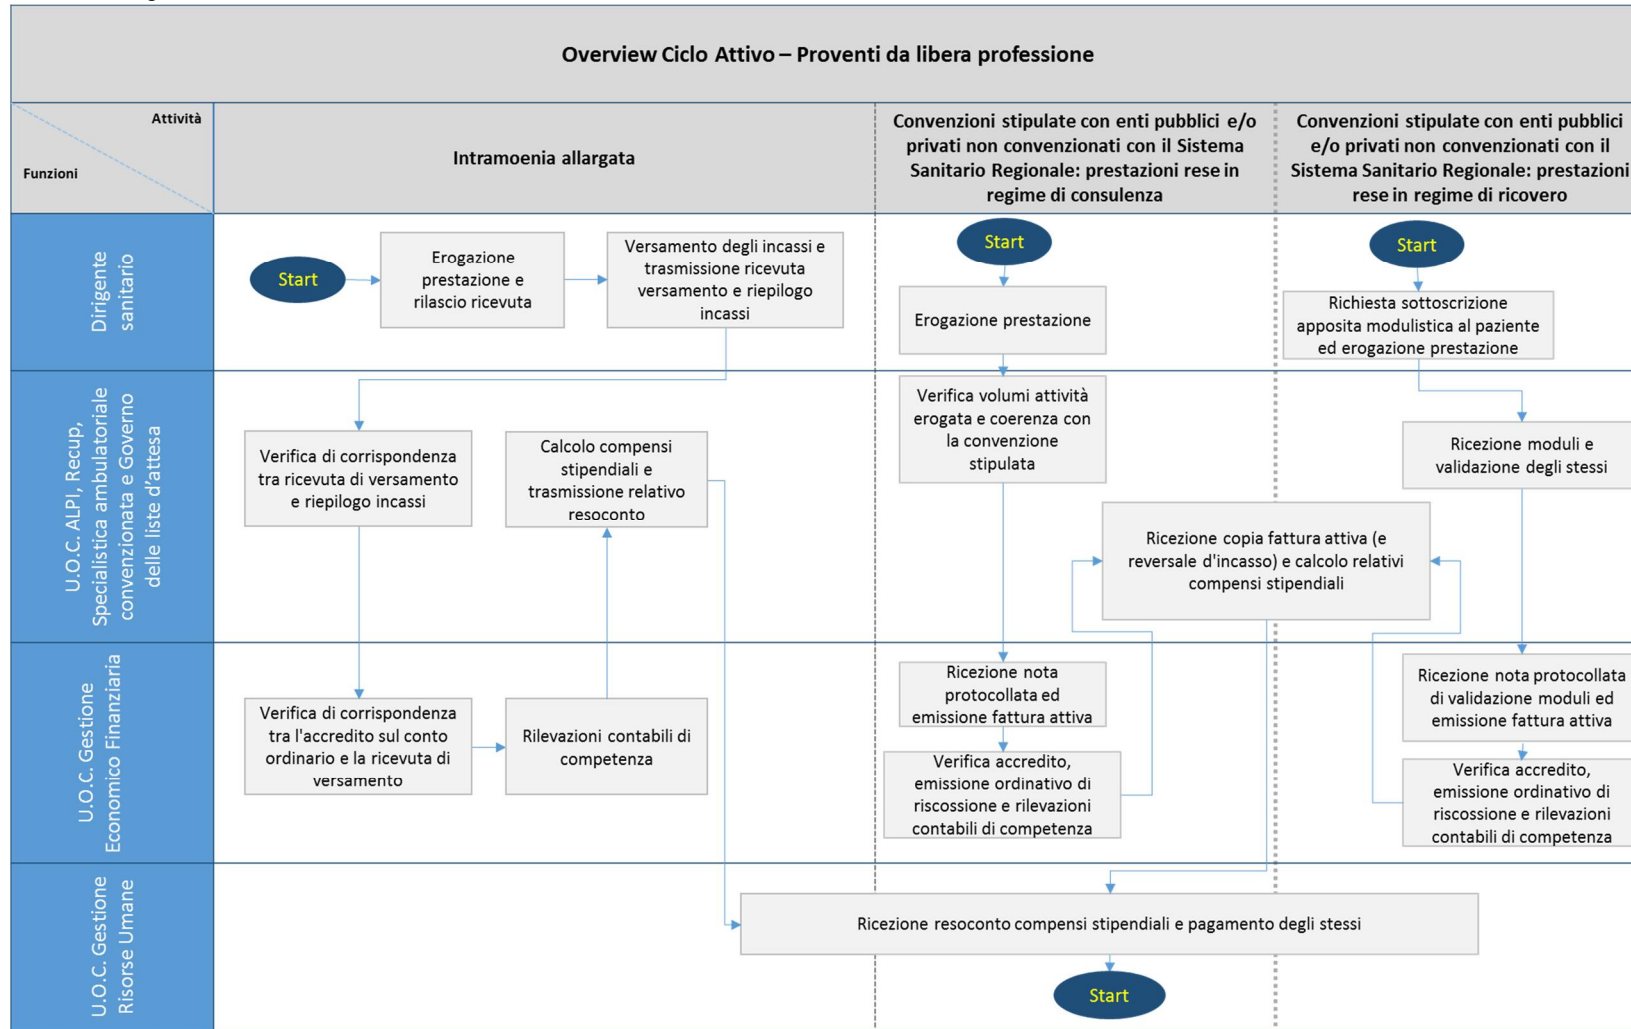 Overview Ciclo Attivo – Proventi da libera professione
Attività
Funzioni
Intramoenia allargata
Convenzioni stipulate con enti pubblici e/o
privati non convenzionati con il Sistema
Sanitario Regionale: prestazioni rese in
regime di consulenza
Convenzioni stipulate con enti pubblici
e/o privati non convenzionati con il
Sistema Sanitario Regionale: prestazioni
rese in regime di ricovero
Dirigente
sanitario
Start
Erogazione
prestazione e
rilascio ricevuta
Versamento degli incassi e
trasmissione ricevuta
versamento e riepilogo
incassi
Start
Erogazione prestazione
Start
Richiesta sottoscrizione
apposita modulistica al paziente
ed erogazione prestazione
U.O.C. ALPI, Recup,
Specialistica ambulatoriale
convenzionata e Governo
delle liste d'attesa
Verifica di corrispondenza
tra ricevuta di versamento
e riepilogo incassi
Calcolo compensi
stipendiali e
trasmissione relativo
resoconto
Verifica volumi attività
erogata e coerenza con
la convenzione
stipulata
Ricezione moduli e
validazione degli stessi
Ricezione copia fattura attiva (e
reversale d'incasso) e calcolo relativi
compensi stipendiali
U.O.C. Gestione
Economico Finanziaria
Verifica di corrispondenza
tra l'accredito sul conto
ordinario e la ricevuta di
versamento
Rilevazioni contabili di
competenza
Ricezione nota
protocollata ed
emissione fattura attiva
Verifica accredito,
emissione ordinativo di
riscossione e rilevazioni
contabili di competenza
Ricezione nota protocollata
di validazione moduli ed
emissione fattura attiva
Verifica accredito,
emissione ordinativo di
riscossione e rilevazioni
contabili di competenza
U.O.C. Gestione
Risorse Umane
Ricezione resoconto compensi stipendiali e pagamento degli stessi
Start